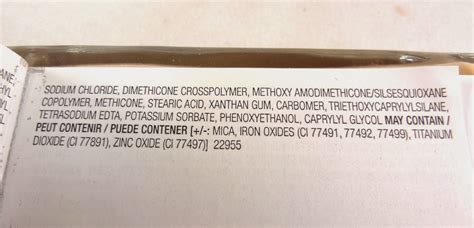 SODIUM CHLORIDE, DIMETHICONE CROSSPOLYMER, METHOXY AMODIMETHICONE/SILSESQUIOXANE
COPOLYMER, METHICONE, STEARIC ACID, XANTHAN GUM, CARBOMER, TRIETHOXYCAPRYLYLSILANE,
TETRASODIUM EDTA, POTASSIUM SORBATE, PHENOXYETHANOL, CAPRYLYL GLYCOL MAY CONTAIN /
PEUT CONTENIR / PUEDE CONTENER [+/-: MICA, IRON OXIDES (CI 77491, 77492, 77499), TITANIUM
DIOXIDE (CI 77891), ZINC OXIDE (CI 77497)] 22955